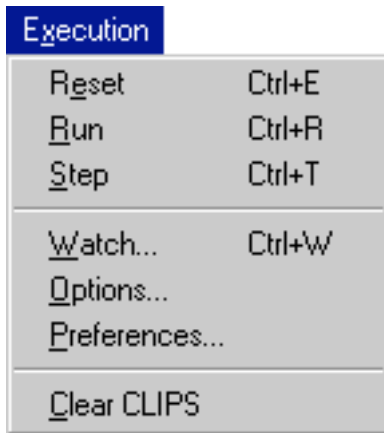 Execution
Reset Ctrl+E
Run Ctrl+R
Step Ctrl+T
Watch... Ctrl+W
Options...
Preferences...
Clear CLIPS